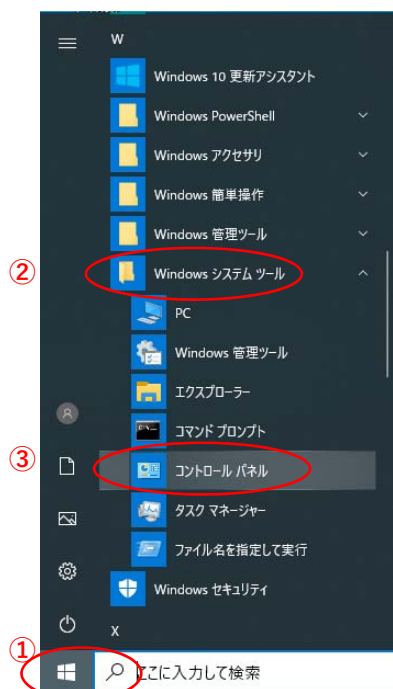 W
Windows 10 更新アシスタント
Windows PowerShell
Windows アクセサリ
Windows 簡単操作
Windows 管理ツール
② Windows システム ツール
PC
Windows 管理ツール
エクスプローラー
コマンド プロンプト
③ コントロール パネル
タスク マネージャー
ファイル名を指定して実行
Windows セキュリティ
X
①
ここに入力して検索